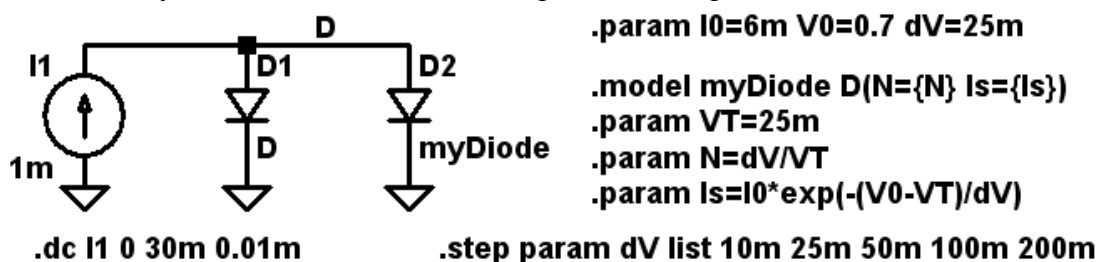 D
.param I0=6m V0=0.7 dV=25m
I1
D1
D2
.model myDiode D(N={N} Is={Is})
.param VT=25m
D
myDiode
1m
.param N=dV/VT
.param Is=I0*exp(-(V0-VT)/dV)
.dc I1 0 30m 0.01m
.step param dV list 10m 25m 50m 100m 200m